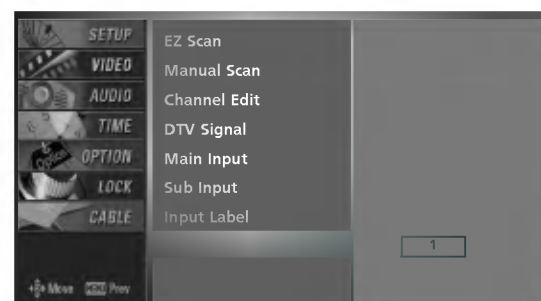 SETUP
VIDEO
AUDIO
TIME
OPTION
LOCK
CABLE
Move MENU Prev
EZ Scan
Manual Scan
Channel Edit
DTV Signal
Main Input
Sub Input
Input Label
1